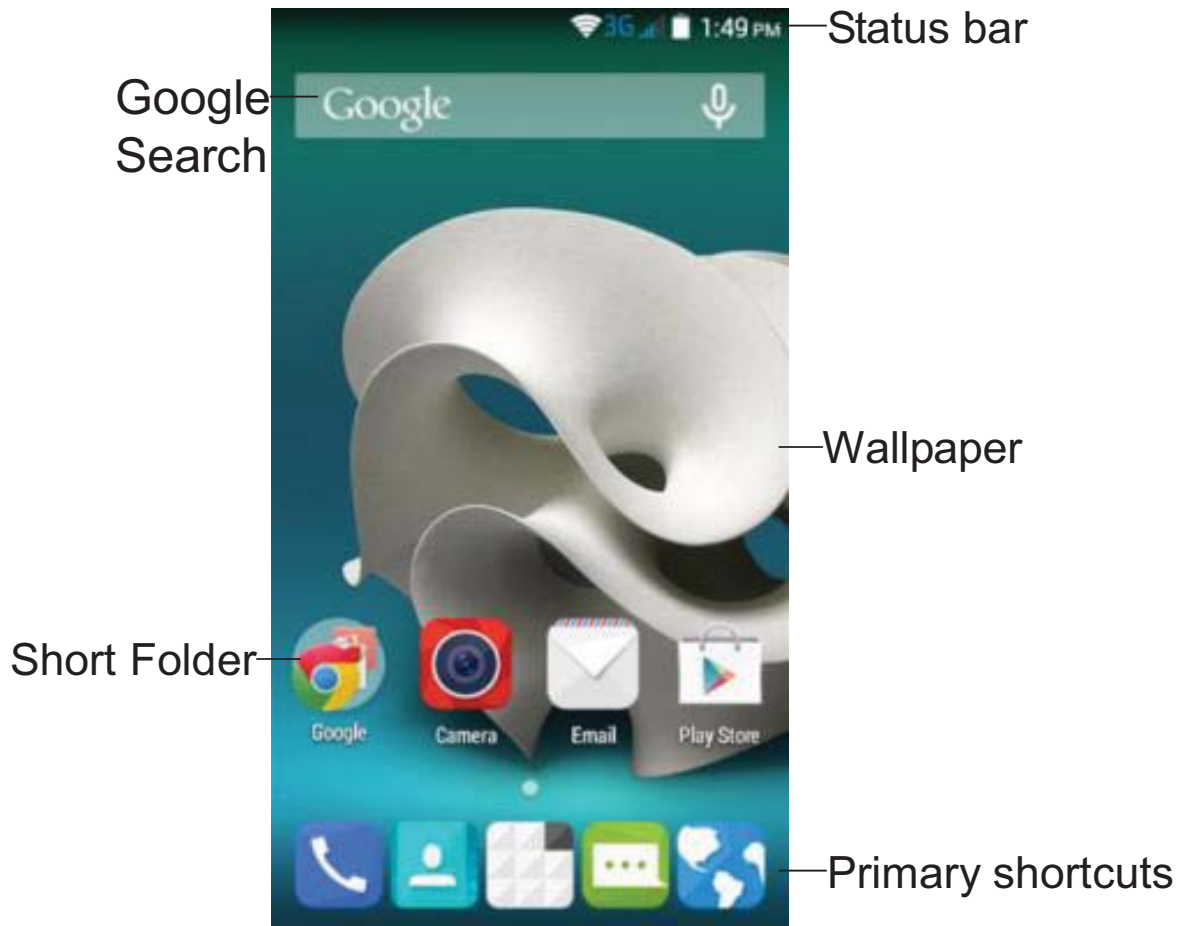 3G 1:49 PM
Status bar
Google
Search
Google
Wallpaper
Short Folder
Google Camera Email Play Store
Primary shortcuts